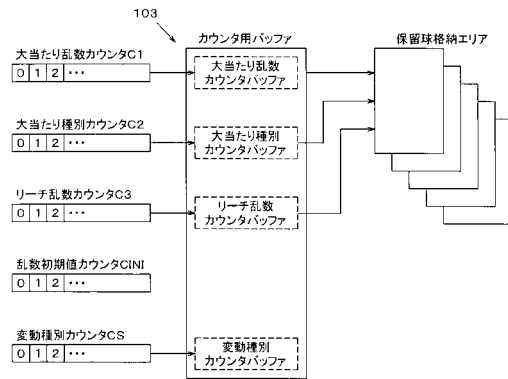 103
大当たり乱数カウンタC1
0 1 2 ・・・
大当たり種別カウンタC2
0 1 2 ・・・
リーチ乱数カウンタC3
0 1 2 ・・・
乱数初期値カウンタCINI
0 1 2 ・・・
変動種別カウンタCS
0 1 2 ・・・
カウンタ用バッファ
大当たり乱数
カウンタバッファ
大当たり種別
カウンタバッファ
リーチ乱数
カウンタバッファ
変動種別
カウンタバッファ
保留球格納エリア